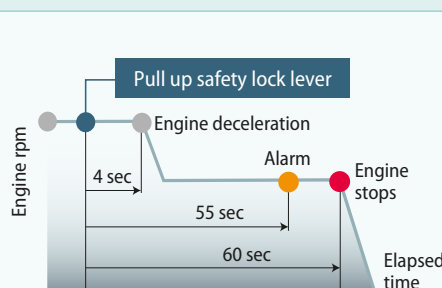 Pull up safety lock lever
Engine deceleration
Engine rpm
Alarm
Engine
stops
4 sec
55 sec
60 sec
Elapsed
time